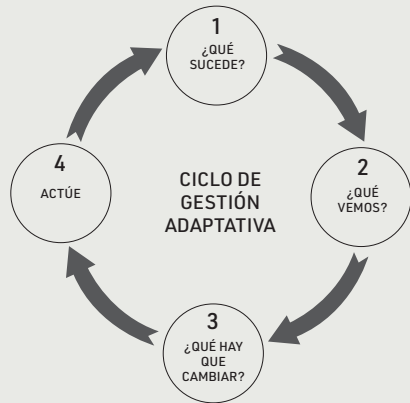 1
¿QUÉ
SUCEDE?
2
¿QUÉ
VEMOS?
3
¿QUÉ HAY
QUE
CAMBIAR?
4
ACTÚE
CICLO DE
GESTIÓN
ADAPTATIVA